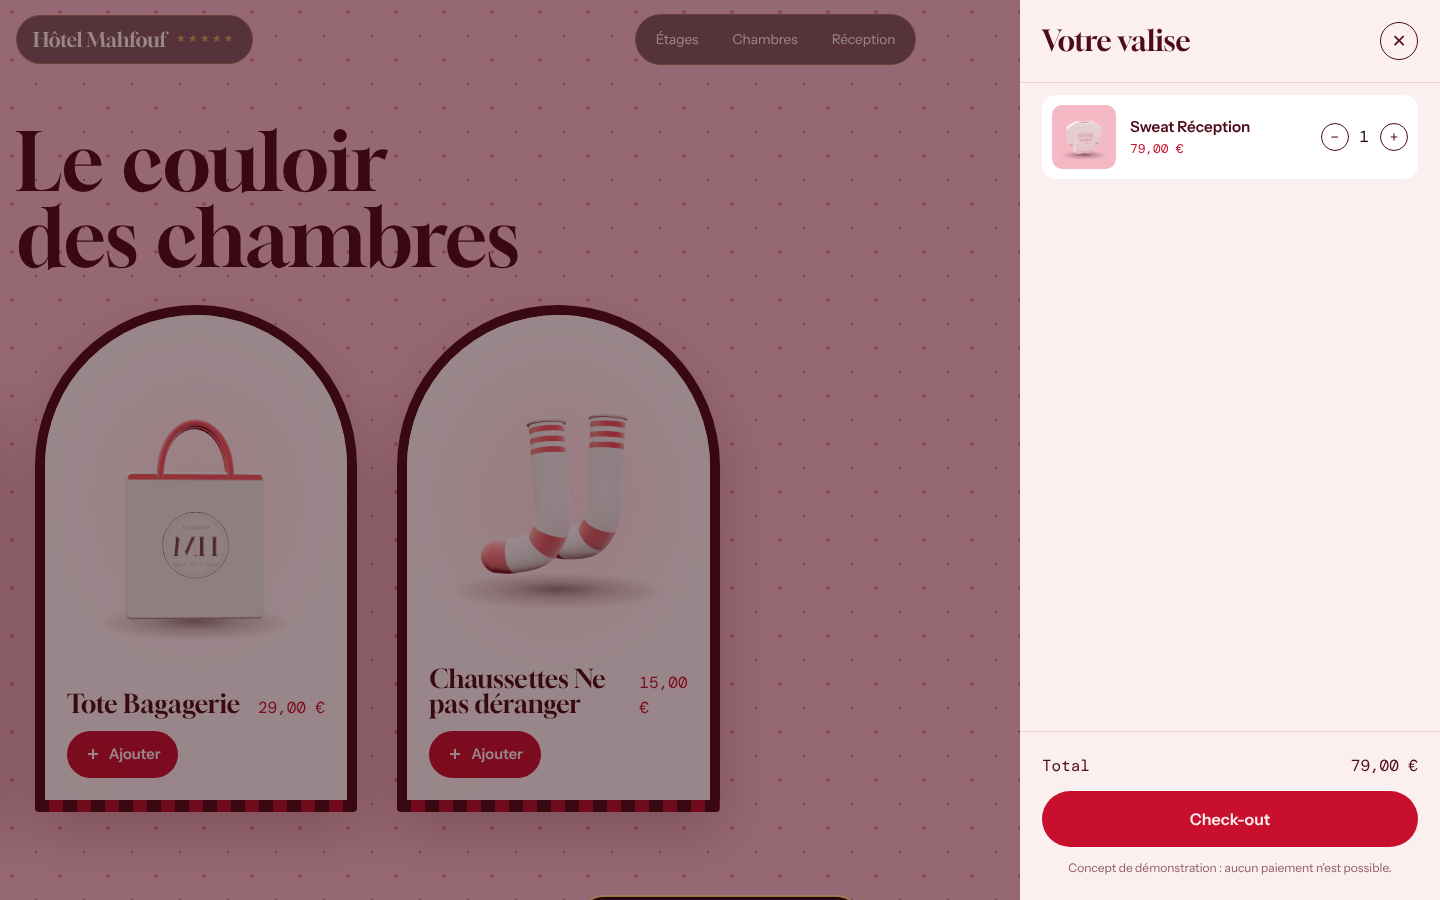 Hôtel Mahfouf ★★★★★
Étages Chambres Réception
Le couloir
des chambres
MH
Tote Bagagerie 29,00 €
+ Ajouter
Chaussettes Ne
pas déranger
15,00
€
+ Ajouter
Votre valise
Sweat Réception
79,00 €
− 1 +
Total 79,00 €
Check-out
Concept de démonstration : aucun paiement n'est possible.